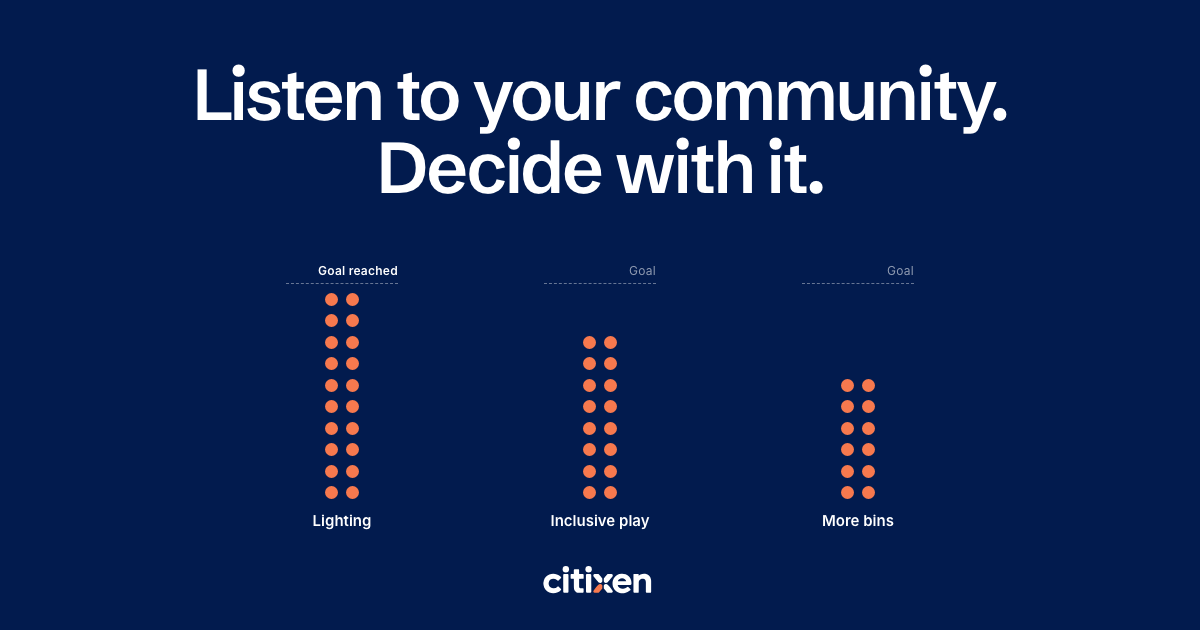 Listen to your community.
Decide with it.
Goal reached
Goal
Goal
Lighting
Inclusive play
More bins
citixen